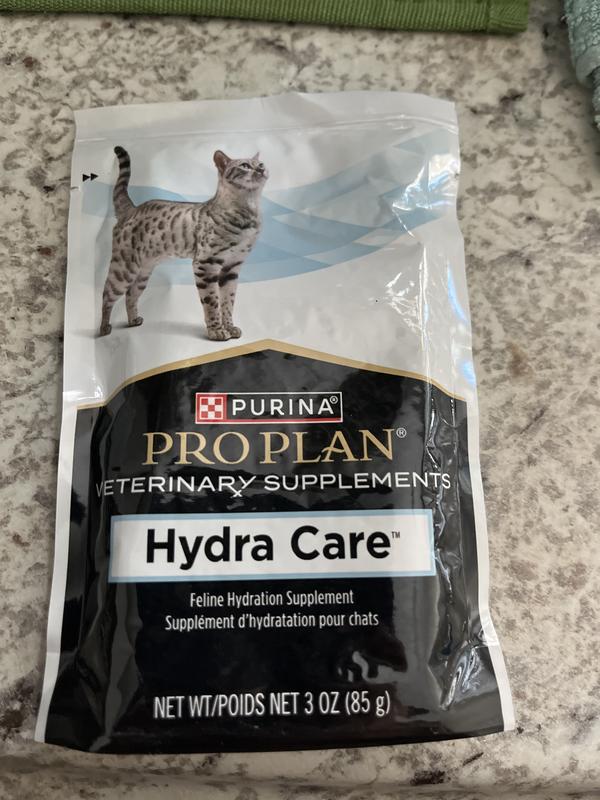 PURINA®
PRO PLAN®
VETERINARY SUPPLEMENTS
Hydra Care™
Feline Hydration Supplement
Supplément d'hydratation pour chats
NET WT/POIDS NET 3 OZ (85 g)